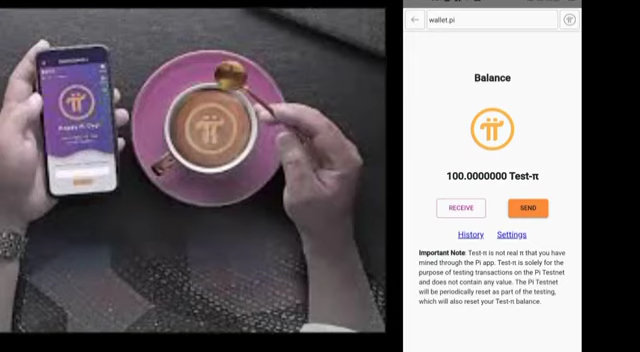 Happy Pi Day!
wallet.pi
Balance
100.0000000 Test-π
RECEIVE
SEND
History
Settings
Important Note: Test-π is not real π that you have
mined through the Pi app. Test-π is solely for the
purpose of testing transactions on the Pi Testnet
and does not contain any value. The Pi Testnet
will be periodically reset as part of the testing,
which will also reset your Test-π balance.